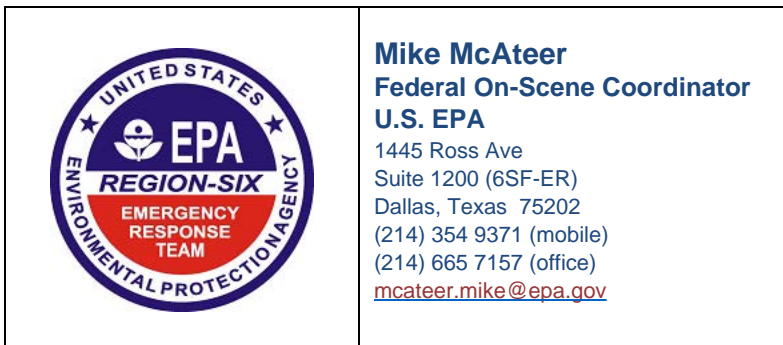 UNITED STATES
EPA
REGION-SIX
EMERGENCY
RESPONSE
TEAM
ENVIRONMENTAL PROTECTIONAGENCY
Mike McAteer
Federal On-Scene Coordinator
U.S. EPA
1445 Ross Ave
Suite 1200 (6SF-ER)
Dallas, Texas  75202
(214) 354 9371 (mobile)
(214) 665 7157 (office)
mcateer.mike@epa.gov